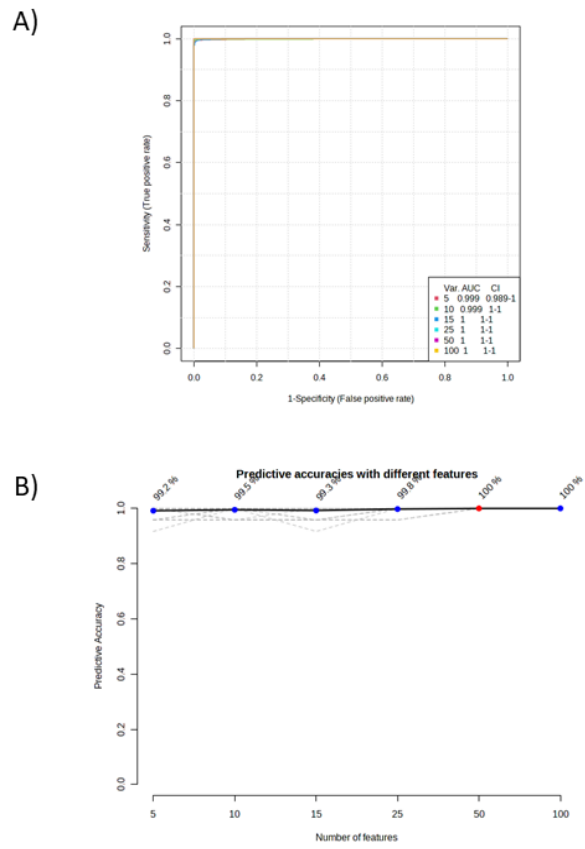 A)
1.0
0.8
0.6
0.4
0.2
0.0
Sensitivity (True positive rate)
Var. AUC CI
5 0.999 0.989-1
10 0.999 1-1
15 1 1-1
25 1 1-1
50 1 1-1
100 1 1-1
0.0 0.2 0.4 0.6 0.8 1.0
1-Specificity (False positive rate)
B)
Predictive accuracies with different features
99.2 % 99.5 % 99.3 % 99.8 % 100 % 100 %
1.0
0.8
0.6
0.4
0.2
0.0
Predictive Accuracy
5 10 15 25 50 100
Number of features